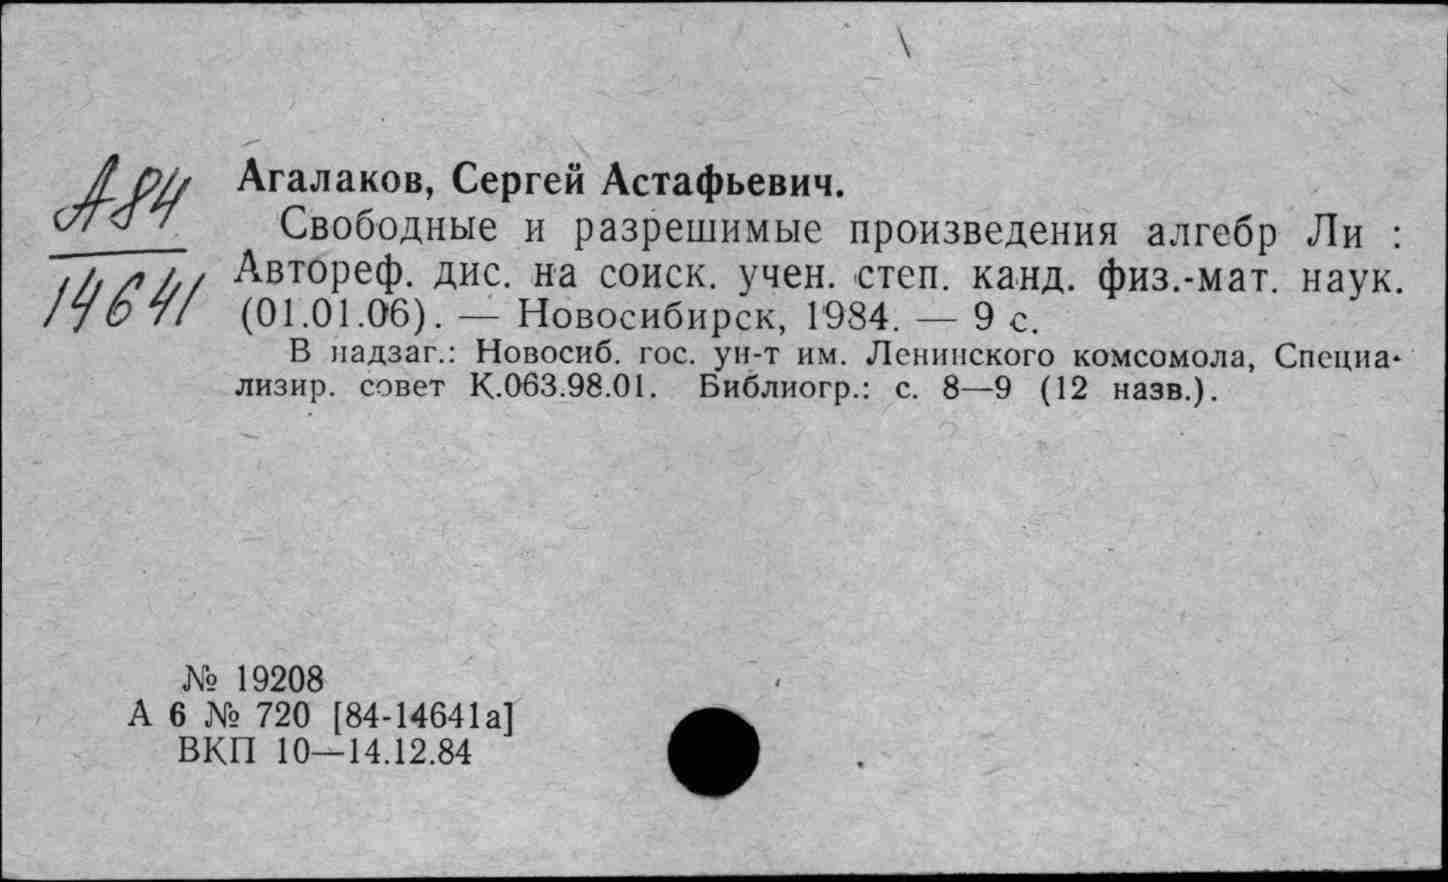 А84
14641
Агалаков, Сергей Астафьевич.
Свободные и разрешимые произведения алгебр Ли :
Автореф. дис. на соиск. учен. степ. канд. физ.-мат. наук.
(01.01.06). — Новосибирск, 1984. — 9 с.
В надзаг.: Новосиб. гос. ун-т им. Ленинского комсомола, Специа-
лизир. совет К.063.98.01. Библиогр.: с. 8—9 (12 назв.).
№ 19208
А 6 № 720 [84-14641а]
ВКП 10—14.12.84